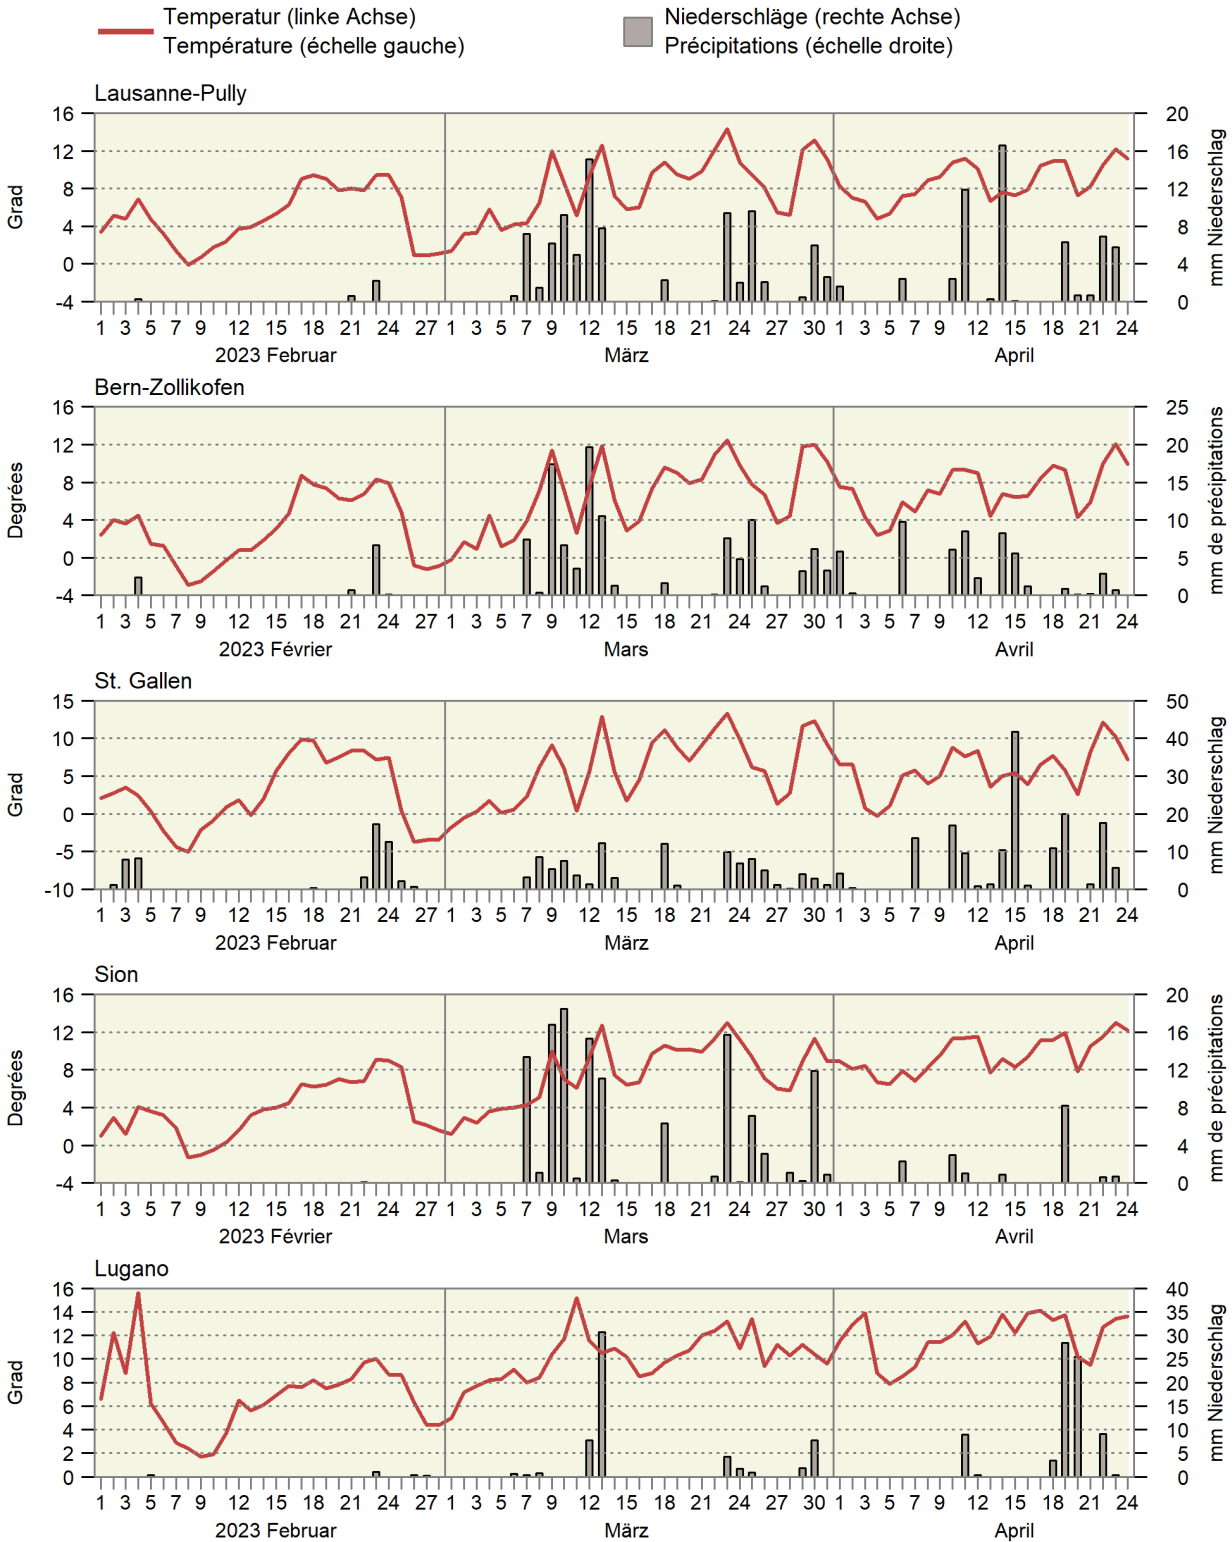 Temperatur (linke Achse)
Température (échelle gauche)
Niederschläge (rechte Achse)
Précipitations (échelle droite)
Lausanne-Pully
16 12 8 4 0 -4
Grad
20 16 12 8 4 0
mm Niederschlag
1 3 5 7 9 12 15 18 21 24 27 1 3 5 7 9 12 15 18 21 24 27 30 1 3 5 7 9 12 15 18 21 24
2023 Februar März April
Bern-Zollikofen
16 12 8 4 0 -4
Degrées
25 20 15 10 5 0
mm de précipitations
1 3 5 7 9 12 15 18 21 24 27 1 3 5 7 9 12 15 18 21 24 27 30 1 3 5 7 9 12 15 18 21 24
2023 Février Mars Avril
St. Gallen
15 10 5 0 -5 -10
Grad
50 40 30 20 10 0
mm Niederschlag
1 3 5 7 9 12 15 18 21 24 27 1 3 5 7 9 12 15 18 21 24 27 30 1 3 5 7 9 12 15 18 21 24
2023 Februar März April
Sion
16 12 8 4 0 -4
Degrées
20 16 12 8 4 0
mm de précipitations
1 3 5 7 9 12 15 18 21 24 27 1 3 5 7 9 12 15 18 21 24 27 30 1 3 5 7 9 12 15 18 21 24
2023 Février Mars Avril
Lugano
16 14 12 10 8 6 4 2 0
Grad
40 35 30 25 20 15 10 5 0
mm Niederschlag
1 3 5 7 9 12 15 18 21 24 27 1 3 5 7 9 12 15 18 21 24 27 30 1 3 5 7 9 12 15 18 21 24
2023 Februar März April